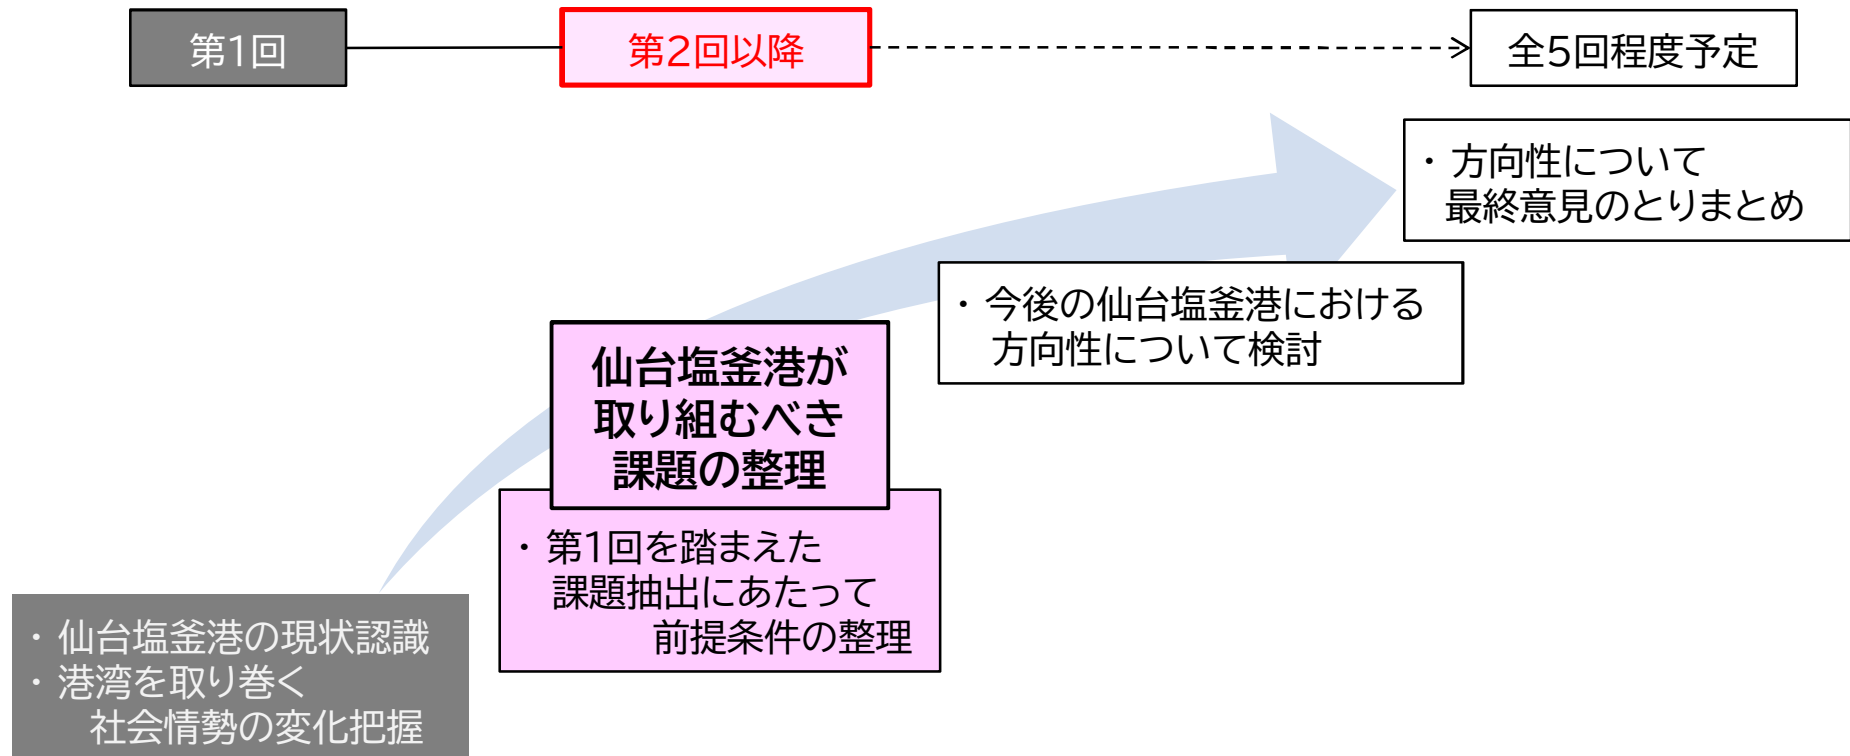 第1回
第2回以降
全5回程度予定
・ 方向性について
最終意見のとりまとめ
・ 今後の仙台塩釜港における
方向性について検討
仙台塩釜港が
取り組むべき
課題の整理
・ 第1回を踏まえた
課題抽出にあたって
前提条件の整理
・ 仙台塩釜港の現状認識
・ 港湾を取り巻く
社会情勢の変化把握